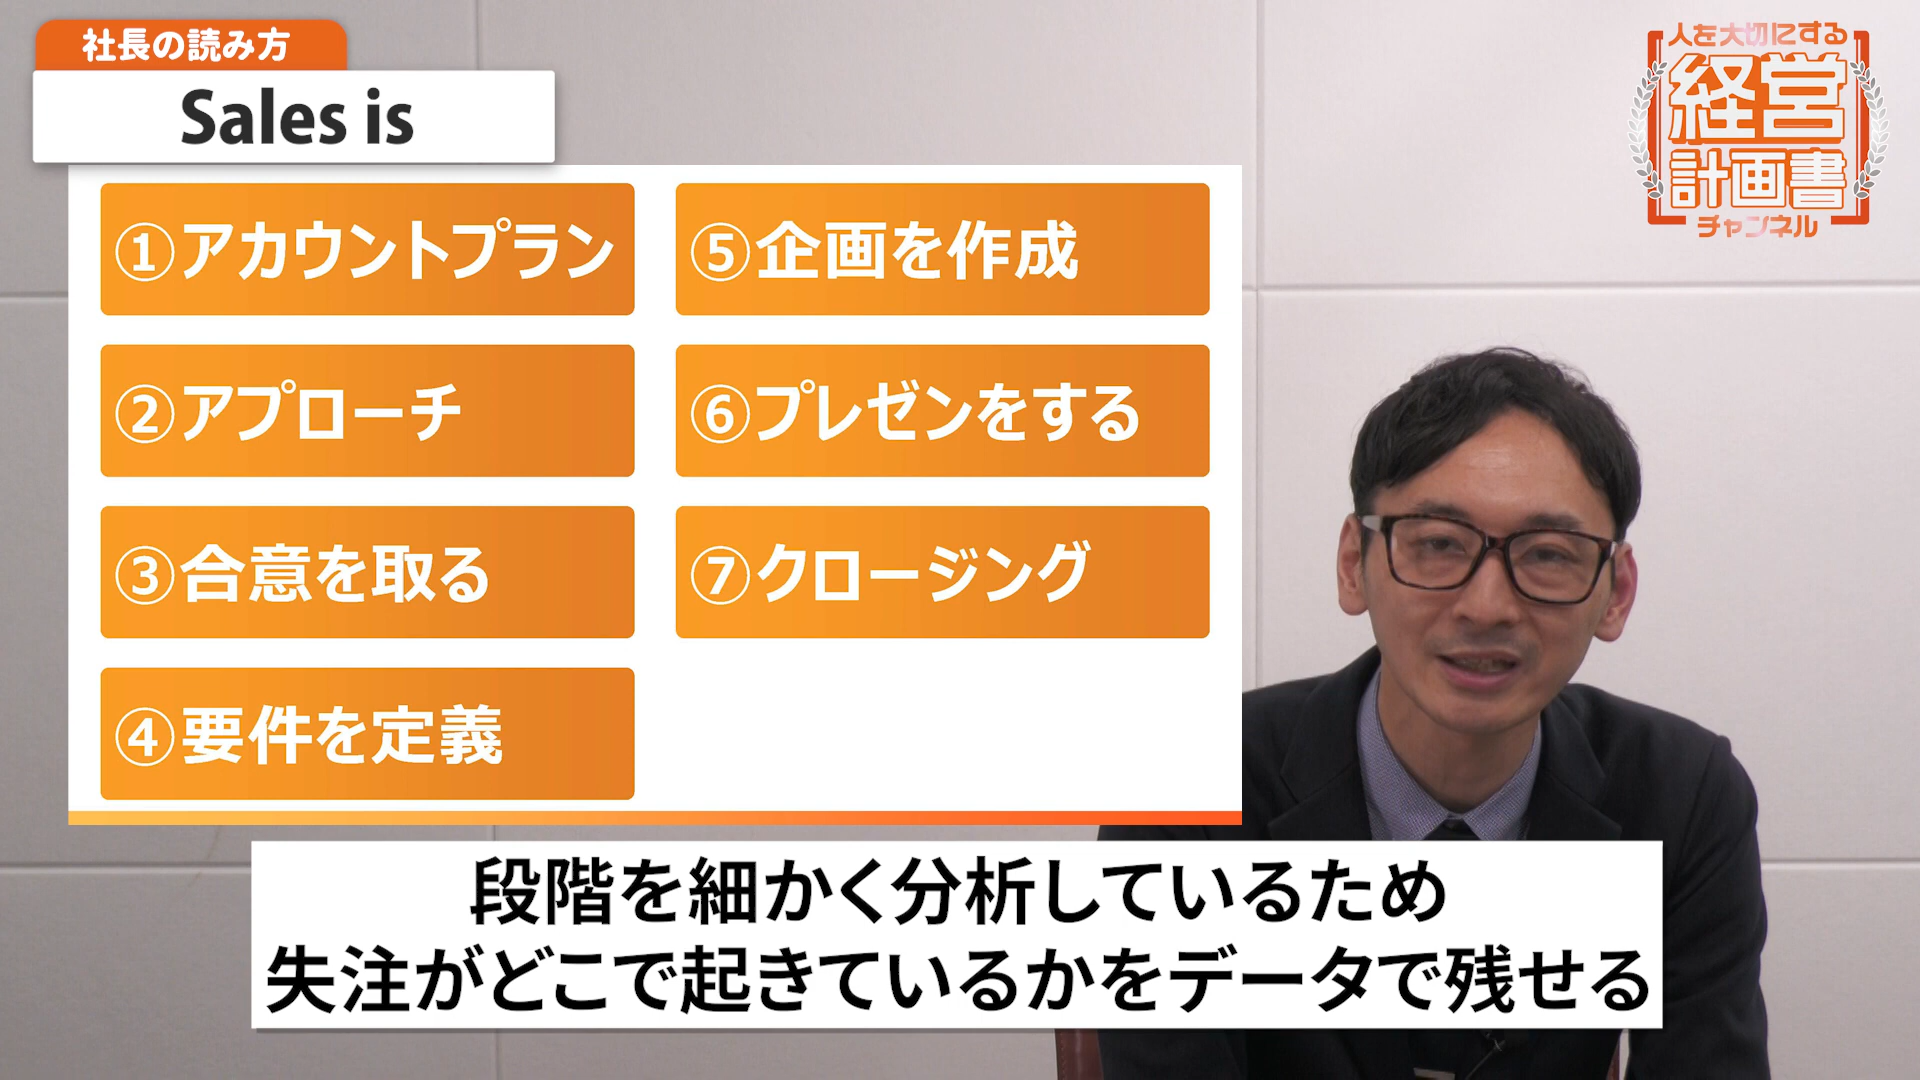 社長の読み方
Sales is
人を大切にする
経営
計画書
チャンネル
①アカウントプラン
②アプローチ
③合意を取る
④要件を定義
⑤企画を作成
⑥プレゼンをする
⑦クロージング
段階を細かく分析しているため
失注がどこで起きているかをデータで残せる